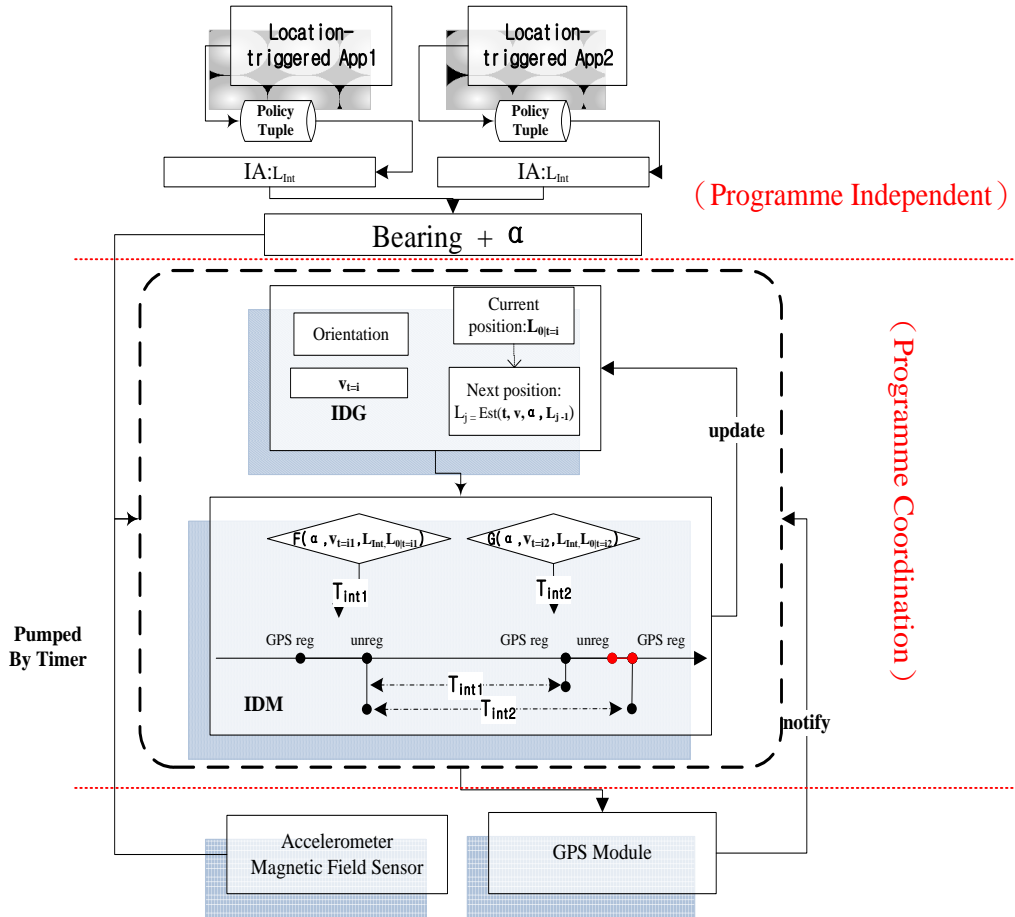 Location-
triggered App1
Location-
triggered App2
Policy
Tuple
Policy
Tuple
IA:LInt
IA:LInt
(Programme Independent)
Bearing + α
Orientation
vt=i
IDG
Current
position:L0|t=i
Next position:
Lj = Est(t, v, α, Lj-1)
update
(Programme Coordination)
F(α,vt=i1,LInt,L0|t=i1)
G(α,vt=i2,LInt,L0|t=i2)
Tint1
Tint2
GPS reg
unreg
GPS reg
unreg
GPS reg
Tint1
Tint2
IDM
Pumped
By Timer
notify
Accelerometer
Magnetic Field Sensor
GPS Module